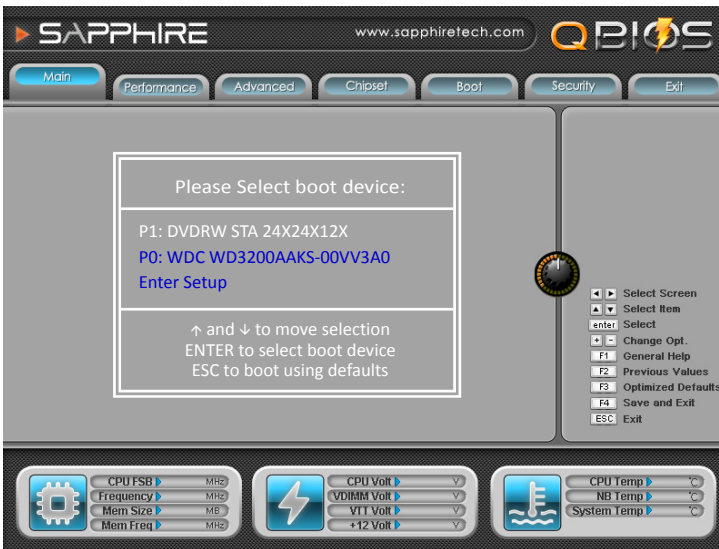 SAPPHIRE
www.sapphiretech.com
QBIOS
Main
Performance
Advanced
Chipset
Boot
Security
Exit
Please Select boot device:
P1: DVDRW STA 24X24X12X
P0: WDC WD3200AAKS-00VV3A0
Enter Setup
↑ and ↓ to move selection
ENTER to select boot device
ESC to boot using defaults
Select Screen
Select Item
enter Select
+ - Change Opt.
F1 General Help
F2 Previous Values
F3 Optimized Defaults
F4 Save and Exit
ESC Exit
CPU FSB MHz
Frequency MHz
Mem Size MB
Mem Freq MHz
CPU Volt V
VDIMM Volt V
VTT Volt V
+12 Volt V
CPU Temp ℃
NB Temp ℃
System Temp ℃